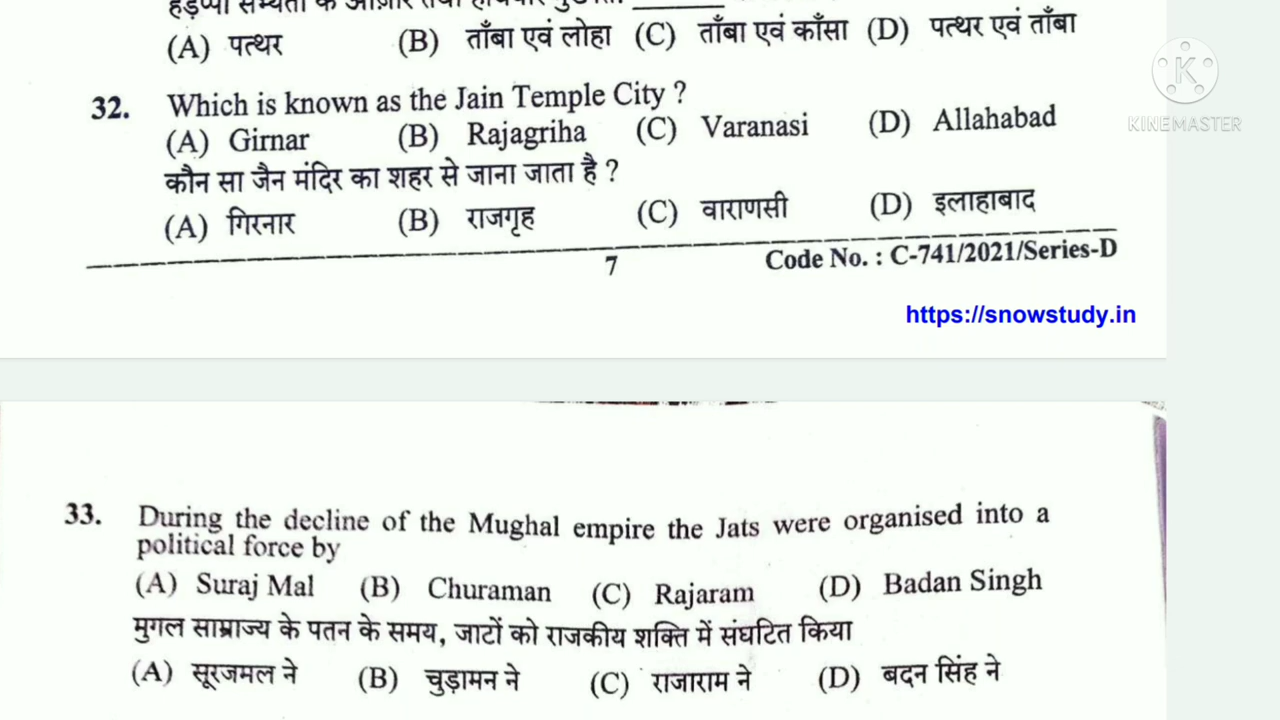 (A) पत्थर (B) ताँबा एवं लोहा (C) ताँबा एवं काँसा (D) पत्थर एवं ताँबा
K
KINEMASTER
32. Which is known as the Jain Temple City ?
(A) Girnar (B) Rajagriha (C) Varanasi (D) Allahabad
कौन सा जैन मंदिर का शहर से जाना जाता है ?
(A) गिरनार (B) राजगृह (C) वाराणसी (D) इलाहाबाद
7 Code No. : C-741/2021/Series-D
https://snowstudy.in
33. During the decline of the Mughal empire the Jats were organised into a
political force by
(A) Suraj Mal (B) Churaman (C) Rajaram (D) Badan Singh
मुगल साम्राज्य के पतन के समय, जाटों को राजकीय शक्ति में संघटित किया
(A) सूरजमल ने (B) चुड़ामन ने (C) राजाराम ने (D) बदन सिंह ने